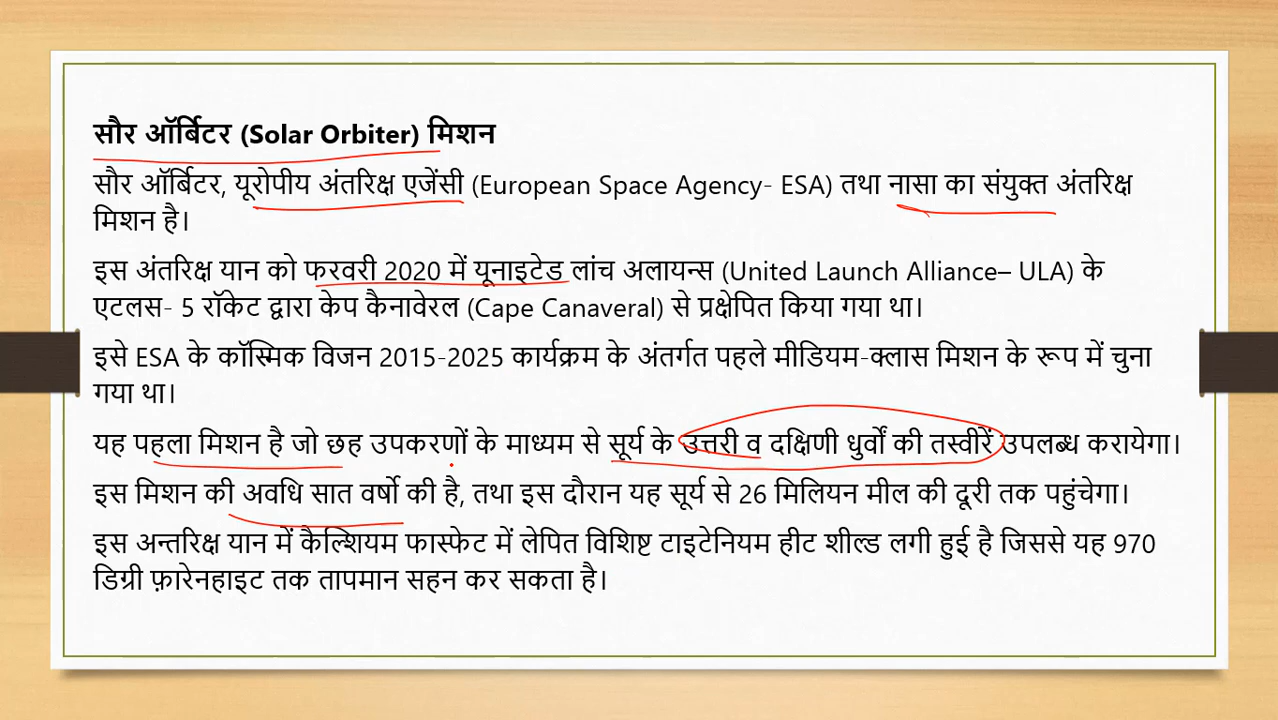 सौर ऑर्बिटर (Solar Orbiter) मिशन
सौर ऑर्बिटर, यूरोपीय अंतरिक्ष एजेंसी (European Space Agency- ESA) तथा नासा का संयुक्त अंतरिक्ष
मिशन है।
इस अंतरिक्ष यान को फरवरी 2020 में यूनाइटेड लांच अलायन्स (United Launch Alliance– ULA) के
एटलस- 5 रॉकेट द्वारा केप कैनावेरल (Cape Canaveral) से प्रक्षेपित किया गया था।
इसे ESA के कॉस्मिक विजन 2015-2025 कार्यक्रम के अंतर्गत पहले मीडियम-क्लास मिशन के रूप में चुना
गया था।
यह पहला मिशन है जो छह उपकरणों के माध्यम से सूर्य के उत्तरी व दक्षिणी धुर्वों की तस्वीरें उपलब्ध करायेगा।
इस मिशन की अवधि सात वर्षो की है, तथा इस दौरान यह सूर्य से 26 मिलियन मील की दूरी तक पहुंचेगा।
इस अन्तरिक्ष यान में कैल्शियम फास्फेट में लेपित विशिष्ट टाइटेनियम हीट शील्ड लगी हुई है जिससे यह 970
डिग्री फ़ारेनहाइट तक तापमान सहन कर सकता है।